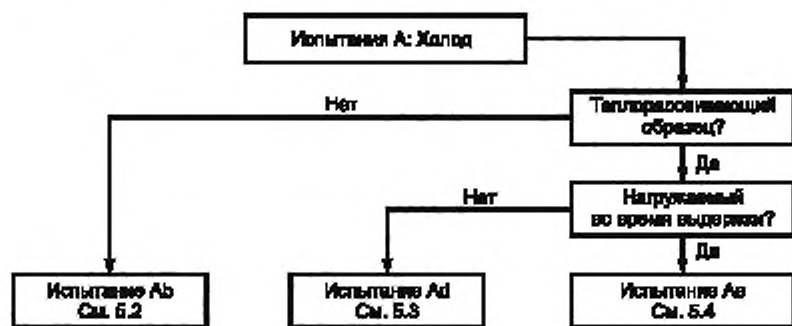 Испытания А: Холод
Нет
Теплорассеивающий
образец?
Да
Нет
Нагружаемый
во время выдержки?
Да
Испытание Ab
См. 5.2
Испытание Ad
См. 5.3
Испытание Ae
См. 5.4